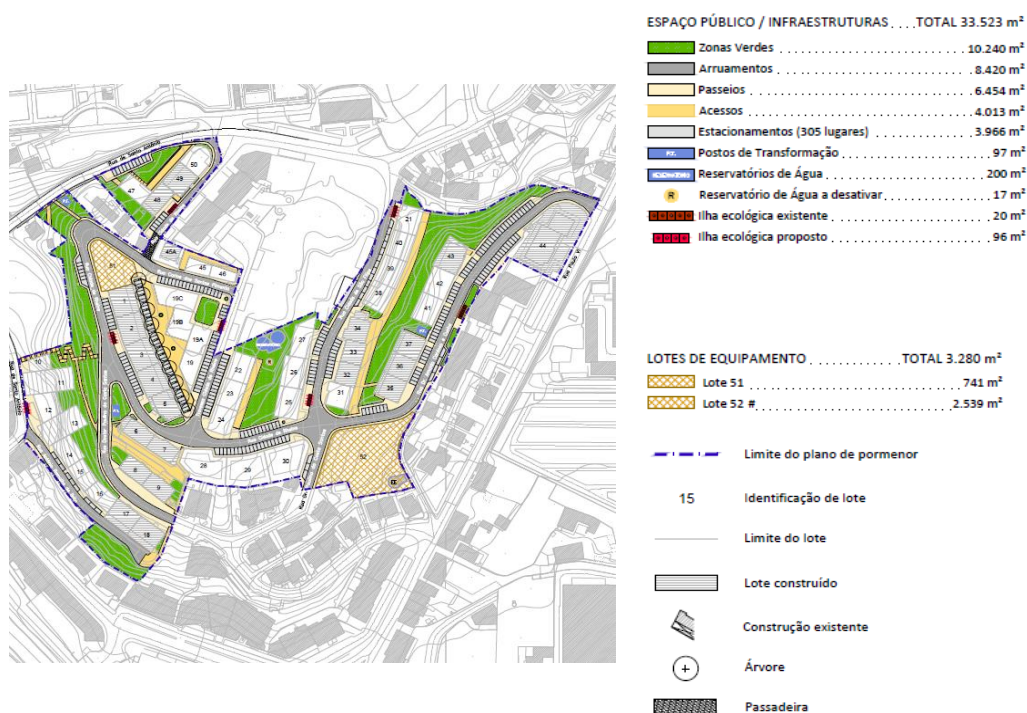 ESPAÇO PÚBLICO / INFRAESTRUTURAS . . . . TOTAL 33.523 m²
Zonas Verdes . . . 10.240 m²
Arruamentos . . . 8.420 m²
Passeios . . . 6.454 m²
Acessos . . . 4.013 m²
Estacionamentos (305 lugares) . . . 3.966 m²
Postos de Transformação 97 m²
Reservatórios de Água . . . 200 m²
R Reservatório de Água a desativar . . . 17 m²
Ilha ecológica existente . . . 20 m²
Ilha ecológica proposto . . . 96 m²
LOTES DE EQUIPAMENTO . . . TOTAL 3.280 m²
Lote 51 . . . 741 m²
Lote 52 # . . . 2.539 m²
Limite do plano de pormenor
15 Identificação de lote
Limite do lote
Lote construído
Construção existente
Árvore
Passadeira
50
49
48
47
45A
45
46
51
1
2
3
4
5
19C
19B
19A
19
10
11
12
13
14
15
16
17
18
6
7
8
9
22
23
24
25
26
27
28
29
30
31
32
33
34
35
36
37
38
39
40
21
41
42
43
44
52